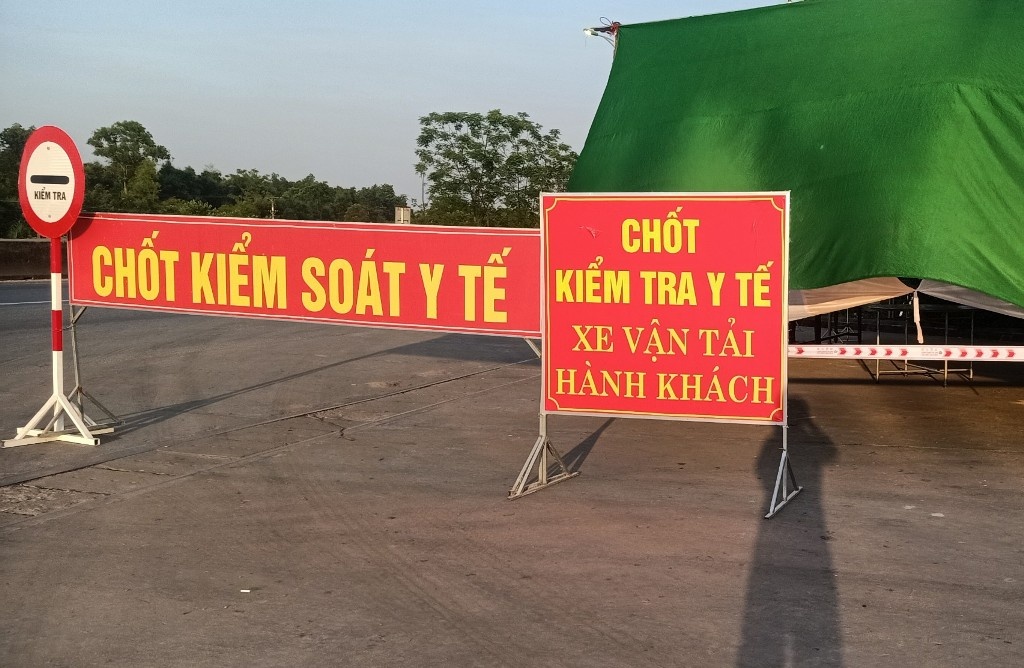 KIỂM TRA
CHỐT KIỂM SOÁT Y TẾ
CHỐT
KIỂM TRA Y TẾ
XE VẬN TẢI
HÀNH KHÁCH